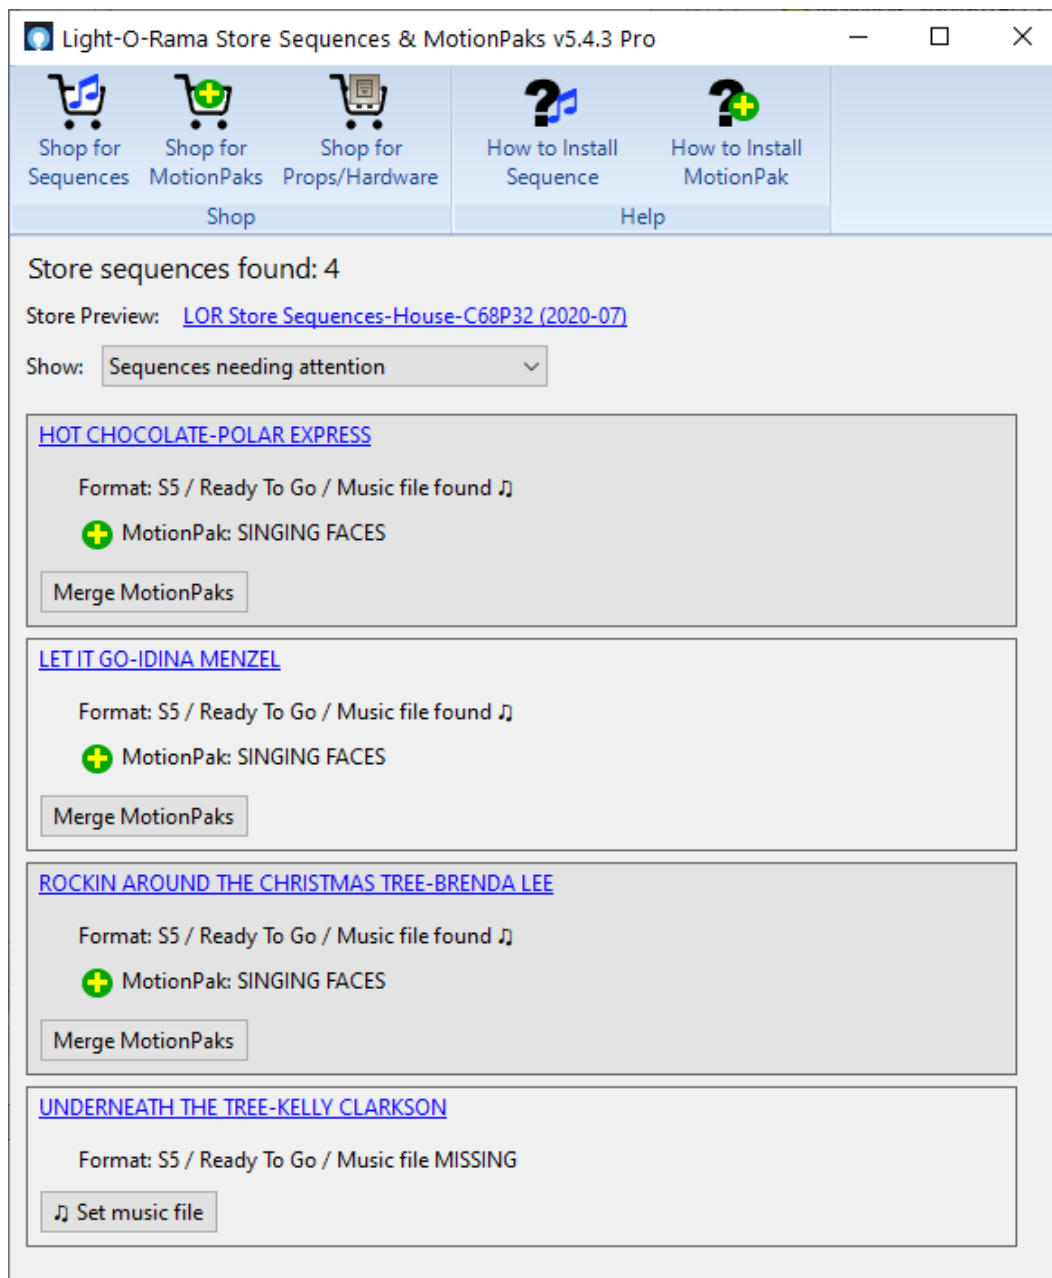 Light-O-Rama Store Sequences & MotionPaks v5.4.3 Pro
Shop for Sequences
Shop for MotionPaks
Shop for Props/Hardware
How to Install Sequence
How to Install MotionPak
Shop
Help
Store sequences found: 4
Store Preview: LOR Store Sequences-House-C68P32 (2020-07)
Show: Sequences needing attention
HOT CHOCOLATE-POLAR EXPRESS
Format: S5 / Ready To Go / Music file found ♫
MotionPak: SINGING FACES
Merge MotionPaks
LET IT GO-IDINA MENZEL
Format: S5 / Ready To Go / Music file found ♫
MotionPak: SINGING FACES
Merge MotionPaks
ROCKIN AROUND THE CHRISTMAS TREE-BRENDA LEE
Format: S5 / Ready To Go / Music file found ♫
MotionPak: SINGING FACES
Merge MotionPaks
UNDERNEATH THE TREE-KELLY CLARKSON
Format: S5 / Ready To Go / Music file MISSING
♫ Set music file